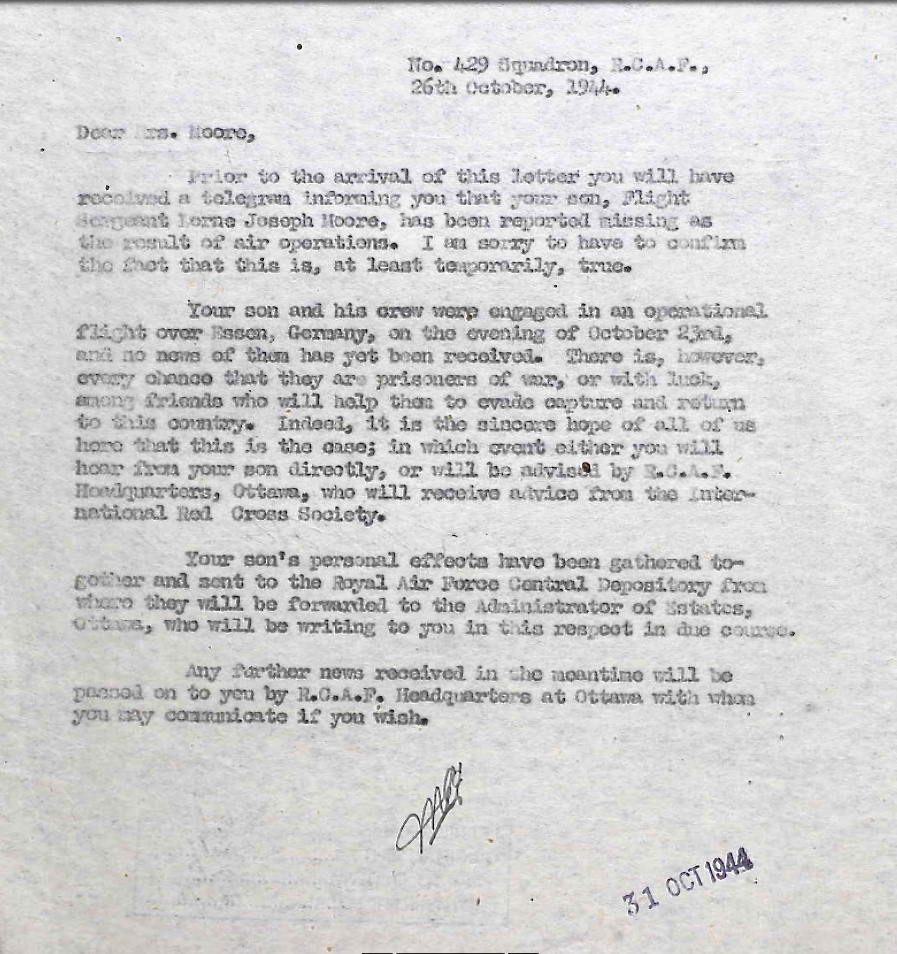 No. 429 Squadron, R.C.A.F.,
26th October, 1944.
Dear Mrs. Moore,
Prior to the arrival of this letter you will have
received a telegram informing you that your son, Flight
Sergeant Lorne Joseph Moore, has been reported missing as
the result of air operations. I am sorry to have to confirm
the fact that this is, at least temporarily, true.
Your son and his crew were engaged in an operational
flight over Essen, Germany, on the evening of October 23rd,
and no news of them has yet been received. There is, however,
every chance that they are prisoners of war, or with luck,
among friends who will help them to evade capture and return
to this country. Indeed, it is the sincere hope of all of us
here that this is the case; in which event either you will
hear from your son directly, or will be advised by R.C.A.F.
Headquarters, Ottawa, who will receive advice from the Inter-
national Red Cross Society.
Your son's personal effects have been gathered to-
gether and sent to the Royal Air Force Central Depository from
where they will be forwarded to the Administrator of Estates,
Ottawa, who will be writing to you in this respect in due course.
Any further news received in the meantime will be
passed on to you by R.C.A.F. Headquarters at Ottawa with whom
you may communicate if you wish.
31 OCT 1944